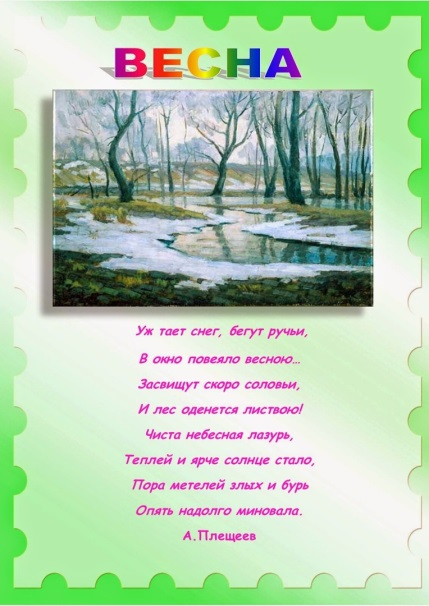 ВЕСНА
Уж тает снег, бегут ручьи,
В окно повеяло весною...
Засвищут скоро соловьи,
И лес оденется листвою!
Чиста небесная лазурь,
Теплей и ярче солнце стало,
Пора метелей злых и бурь
Опять надолго миновала.
А.Плещеев